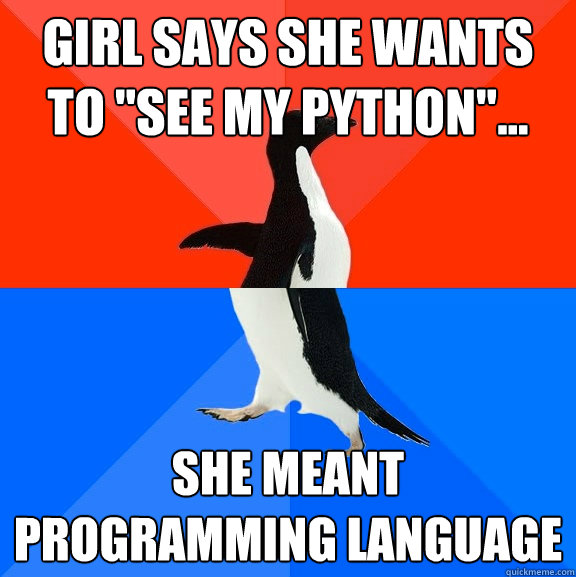 GIRL SAYS SHE WANTS
TO "SEE MY PYTHON"...
SHE MEANT
PROGRAMMING LANGUAGE
quickmeme.com